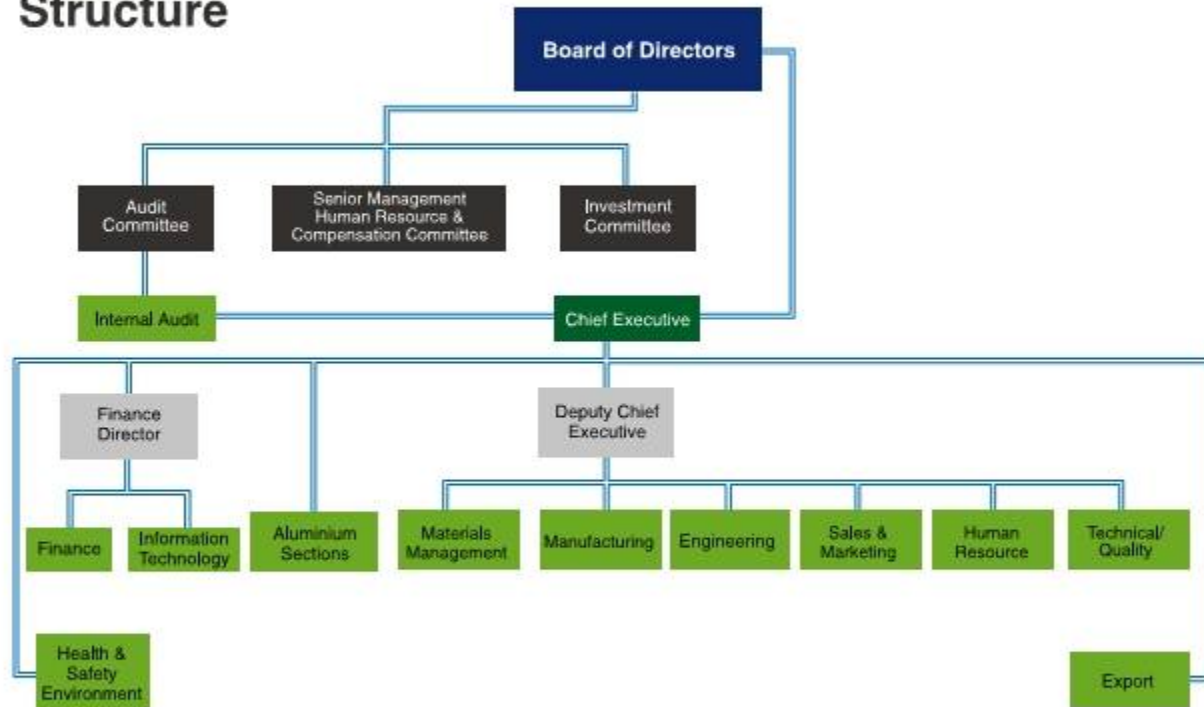 Structure
Board of Directors
Audit
Committee
Senior Management
Human Resource &
Compensation Committee
Investment
Committee
Internal Audit
Chief Executive
Finance
Director
Deputy Chief
Executive
Finance
Information
Technology
Aluminium
Sections
Materials
Management
Manufacturing
Engineering
Sales &
Marketing
Human
Resource
Technical/
Quality
Health &
Safety
Environment
Export